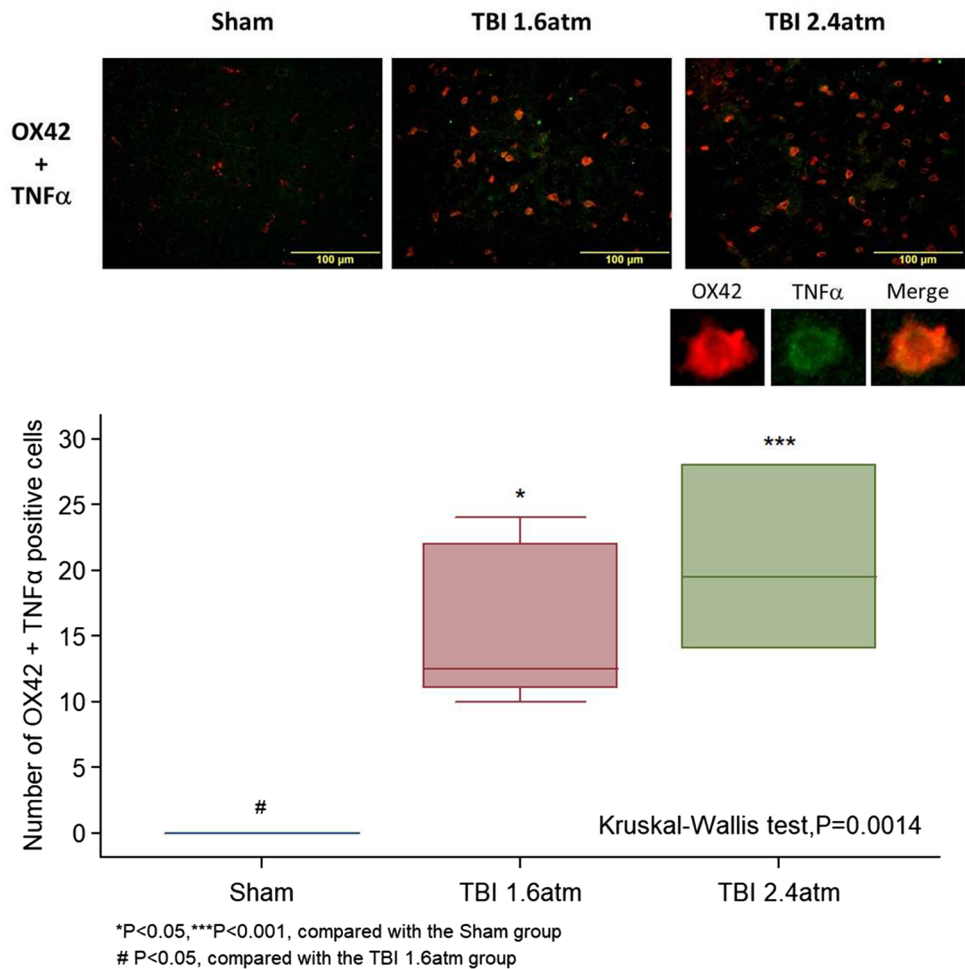 Sham TBI 1.6atm TBI 2.4atm
OX42
+
TNFα
100 µm 100 µm 100 µm
OX42 TNFα Merge
Number of OX42 + TNFα positive cells
30
25
20
15
10
5
0
***
*
#
Kruskal-Wallis test,P=0.0014
Sham TBI 1.6atm TBI 2.4atm
*P<0.05,***P<0.001, compared with the Sham group
# P<0.05, compared with the TBI 1.6atm group